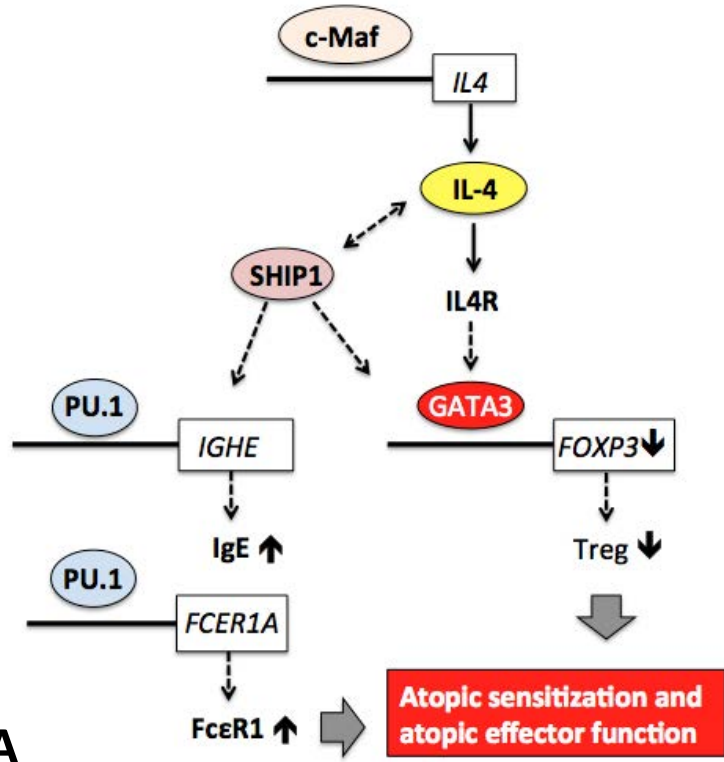 c-Maf
IL4
IL-4
SHIP1
IL4R
PU.1
GATA3
IGHE
FOXP3
IgE
Treg
PU.1
FCER1A
FcεR1
Atopic sensitization and
atopic effector function
A